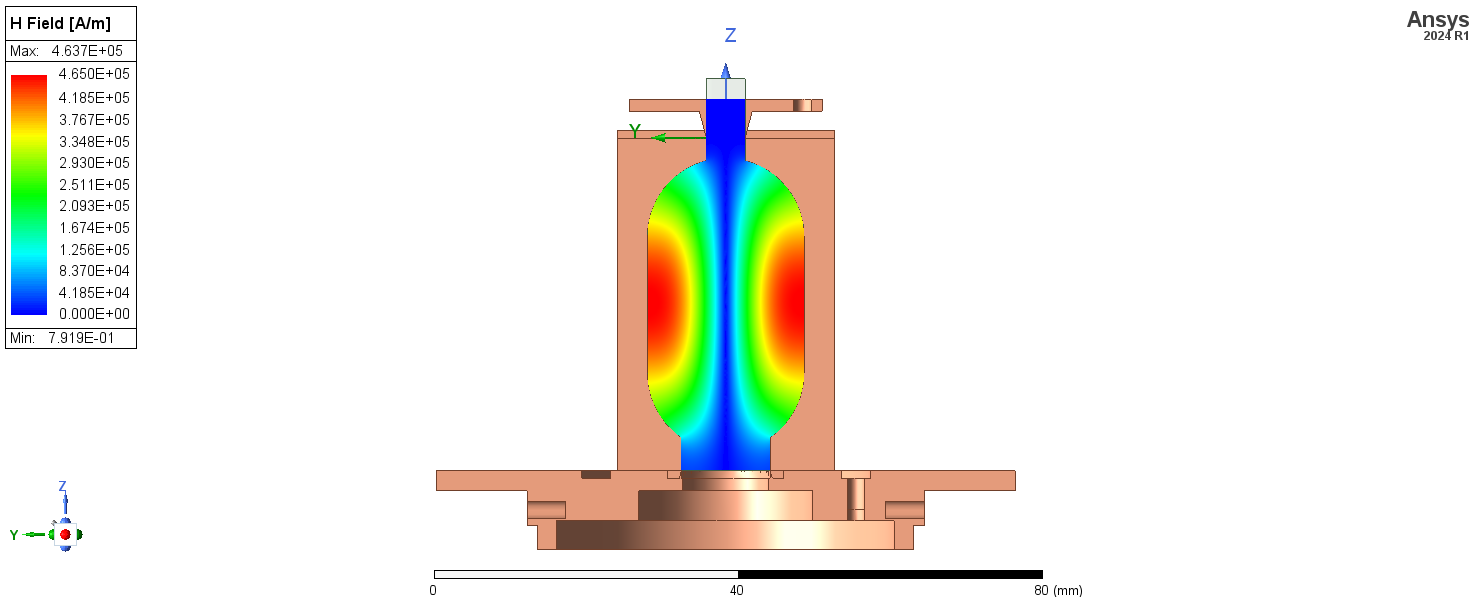 H Field [A/m]
Max: 4.637E+05
4.650E+05
4.185E+05
3.767E+05
3.348E+05
2.930E+05
2.511E+05
2.093E+05
1.674E+05
1.256E+05
8.370E+04
4.185E+04
0.000E+00
Min: 7.919E-01
Z
Y
Ansys
2024 R1
Z
Y
0 40 80 (mm)